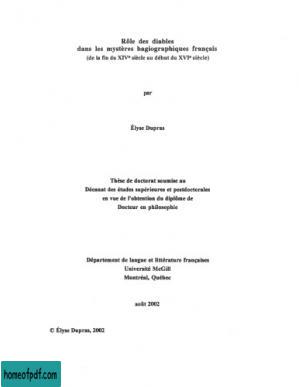 Rôle des diables
dans les mystères hagiographiques français
(de la fin du XIVe siècle au début du XVIe siècle)
par
Élyse Dupras
Thèse de doctorat soumise au
Décanat des études supérieures et postdoctorales
en vue de l'obtention du diplôme de
Docteur en philosophie
Département de langue et littérature françaises
Université McGill
Montréal, Québec
août 2002
© Élyse Dupras, 2002
homeofpdf.com